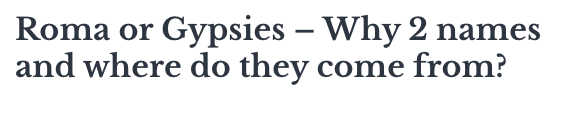 Roma or Gypsies – Why 2 names
and where do they come from?